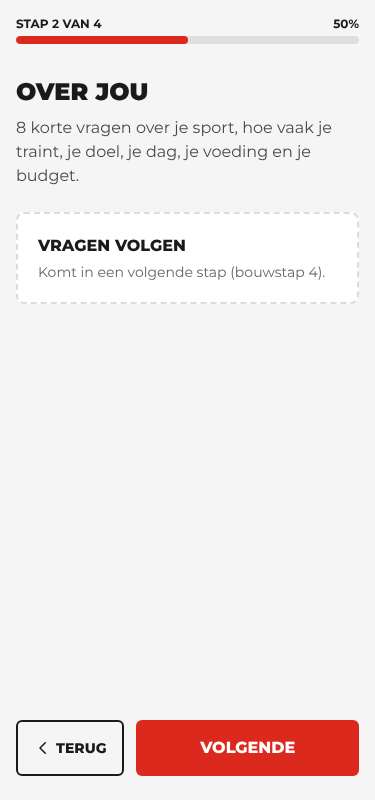 STAP 2 VAN 4 50%
OVER JOU
8 korte vragen over je sport, hoe vaak je
traint, je doel, je dag, je voeding en je
budget.
VRAGEN VOLGEN
Komt in een volgende stap (bouwstap 4).
TERUG VOLGENDE